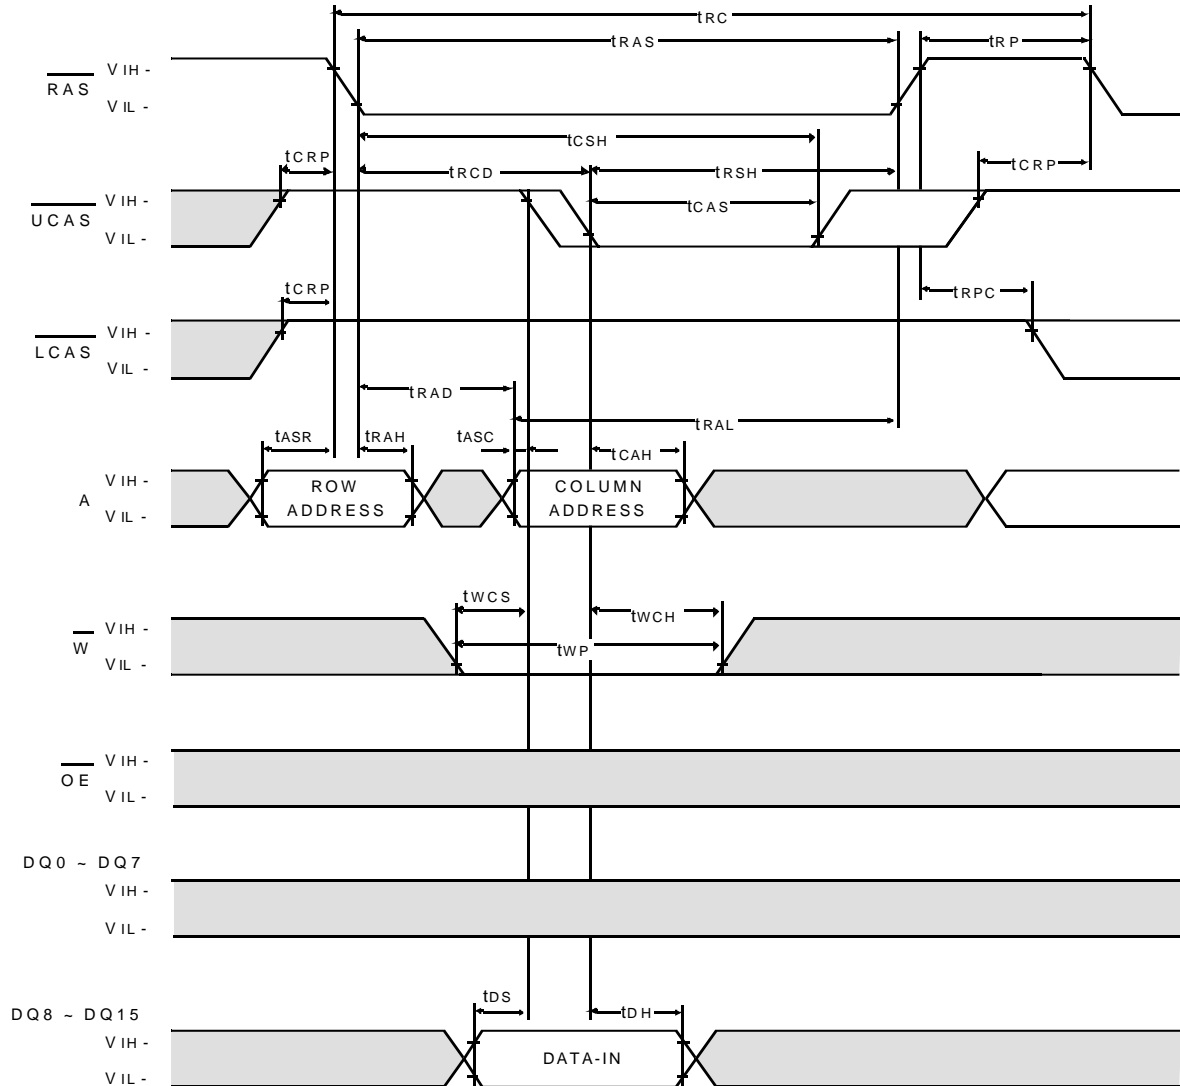 tRC
tRAS
tRP
RAS
VIH -
VIL -
tCSH
tCRP
tRCD
tRSH
tCRP
UCAS
VIH -
VIL -
tCAS
tCRP
tRPC
LCAS
VIH -
VIL -
tRAD
tRAL
tASR
tRAH
tASC
tCAH
A
VIH -
VIL -
ROW
ADDRESS
COLUMN
ADDRESS
tWCS
tWCH
W
VIH -
VIL -
tWP
OE
VIH -
VIL -
DQ0 ~ DQ7
VIH -
VIL -
tDS
tDH
DQ8 ~ DQ15
VIH -
VIL -
DATA-IN